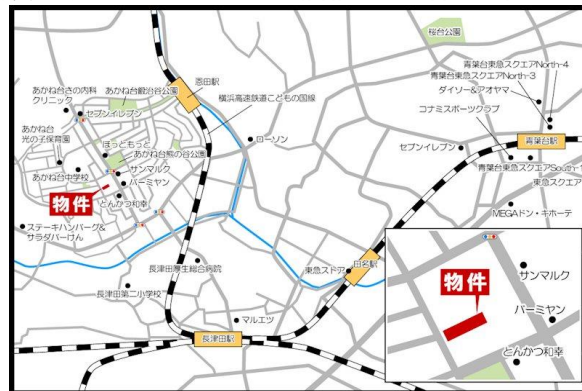 桜台公園
青葉台東急スクエアNorth-4
青葉台東急スクエアNorth-3
ダイソー&アオヤマ
コナミスポーツクラブ
青葉台駅
セブンイレブン
青葉台東急スクエアSouth-1
東急スクエア
MEGAドン・キホーテ
恩田駅
あかね台鍛冶谷公園
横浜高速鉄道こどもの国線
あかね台きの内科
クリニック
セブンイレブン
あかね台
光の子保育園
ほっともっと
あかね台熊の谷公園
ローソン
サンマルク
あかね台中学校
バーミヤン
物件
とんかつ和幸
ステーキハンバーグ&
サラダバーけん
長津田厚生総合病院
長津田第二小学校
東急ストア
田名駅
マルエツ
長津田駅
サンマルク
物件
バーミヤン
とんかつ和幸